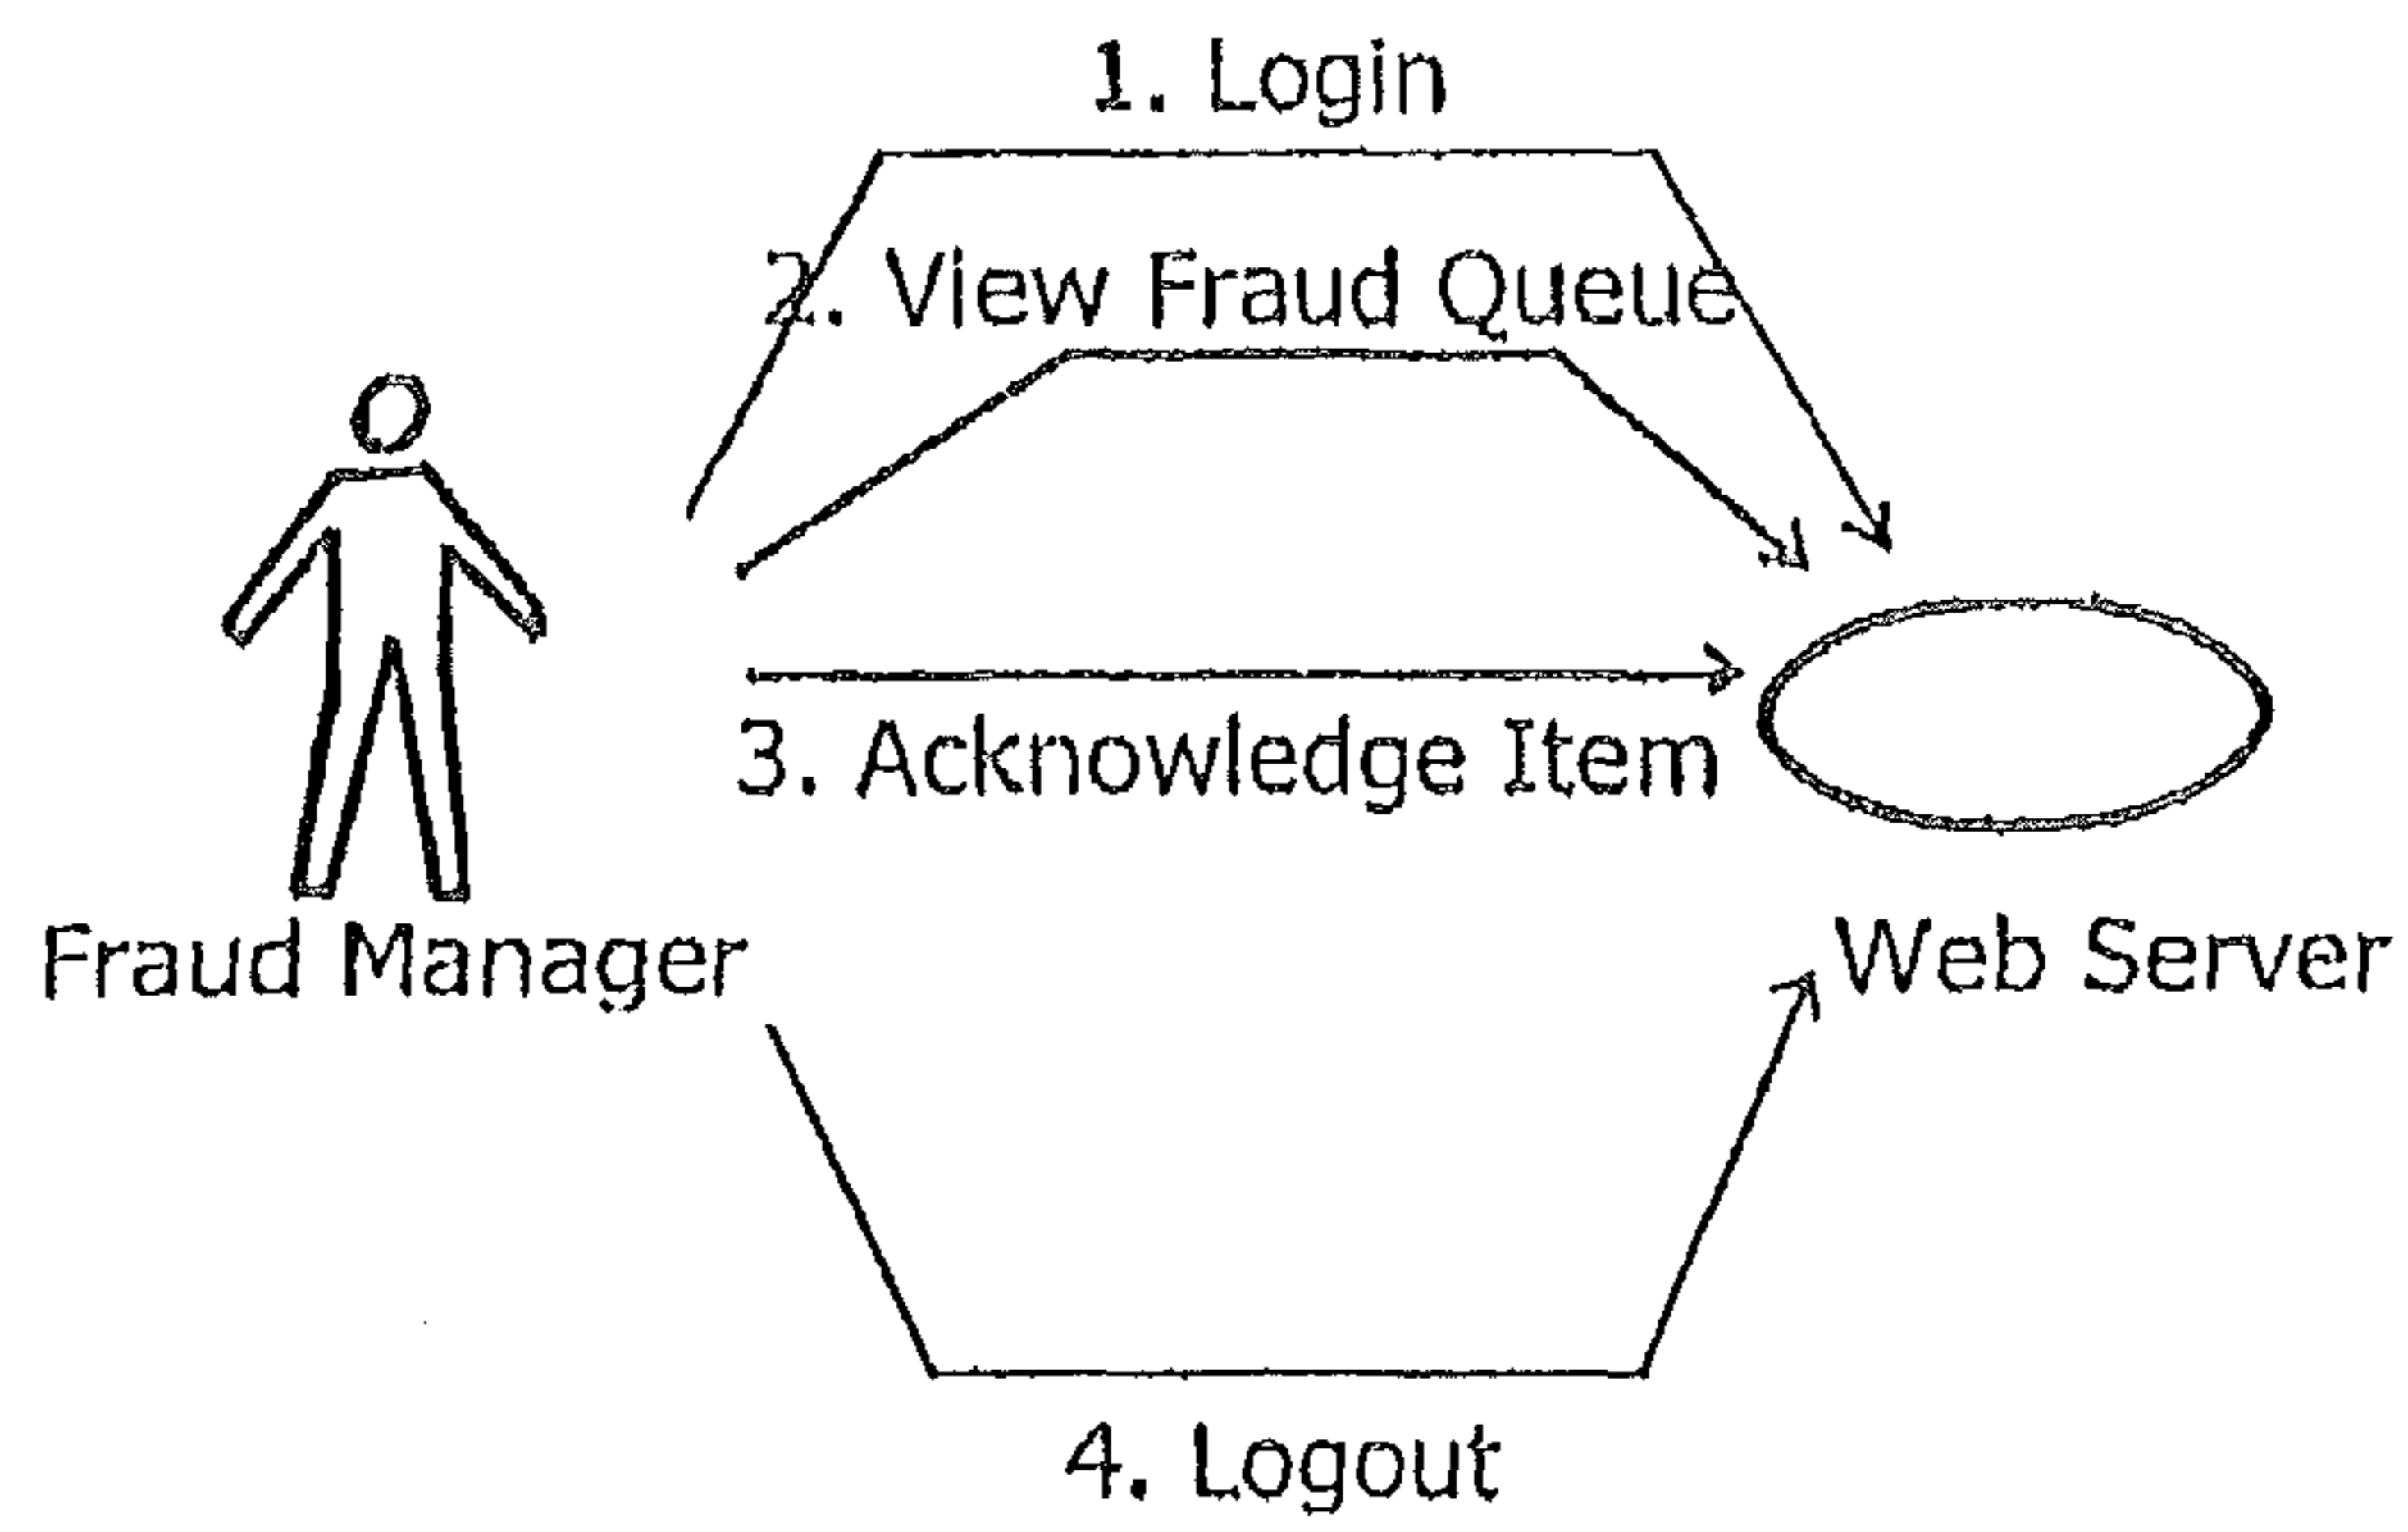 1. Login
2. View Fraud Queue
3. Acknowledge Item
Fraud Manager
Web Server
4. Logout